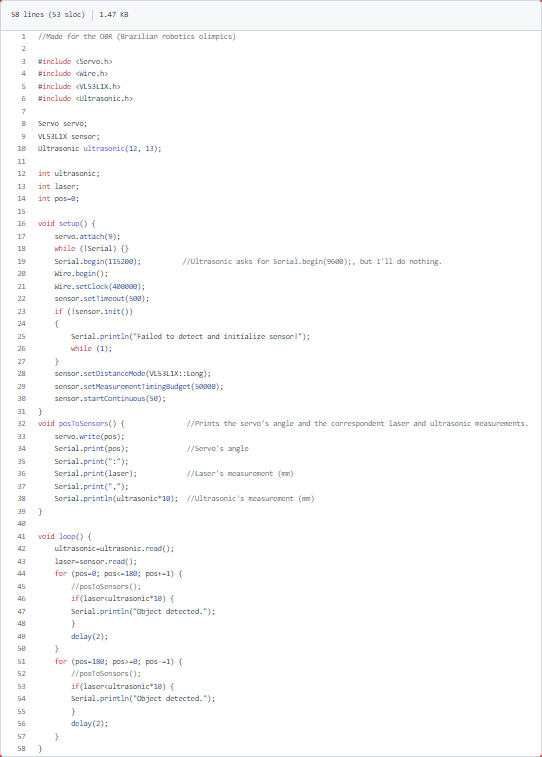 58 lines (53 sloc) | 1.47 KB
1 //Made for the OBR (Brazilian robotics olimpics)
2
3 #include <Servo.h>
4 #include <Wire.h>
5 #include <VL53L1X.h>
6 #include <Ultrasonic.h>
7
8 Servo servo;
9 VL53L1X sensor;
10 Ultrasonic ultrasonic(12, 13);
11
12 int ultrasonic;
13 int laser;
14 int pos=0;
15
16 void setup() {
17     servo.attach(9);
18     while (!Serial) {}
19     Serial.begin(115200);          //Ultrasonic asks for Serial.begin(9600);, but I'll do nothing.
20     Wire.begin();
21     Wire.setClock(400000);
22     sensor.setTimeout(500);
23     if (!sensor.init())
24     {
25         Serial.println("Failed to detect and initialize sensor!");
26         while (1);
27     }
28     sensor.setDistanceMode(VL53L1X::Long);
29     sensor.setMeasurementTimingBudget(50000);
30     sensor.startContinuous(50);
31 }
32 void posToSensors() {               //Prints the servo's angle and the correspondent laser and ultrasonic measurements.
33     servo.write(pos);
34     Serial.print(pos);              //Servo's angle
35     Serial.print(":");
36     Serial.print(laser);            //Laser's measurement (mm)
37     Serial.print(",");
38     Serial.println(ultrasonic*10);  //Ultrasonic's measurement (mm)
39 }
40
41 void loop() {
42     ultrasonic=ultrasonic.read();
43     laser=sensor.read();
44     for (pos=0; pos<=180; pos+=1) {
45         //posToSensors();
46         if(laser<ultrasonic*10) {
47         Serial.println("Object detected.");
48         }
49         delay(2);
50     }
51     for (pos=180; pos>=0; pos-=1) {
52         //posToSensors();
53         if(laser<ultrasonic*10) {
54         Serial.println("Object detected.");
55         }
56         delay(2);
57     }
58 }